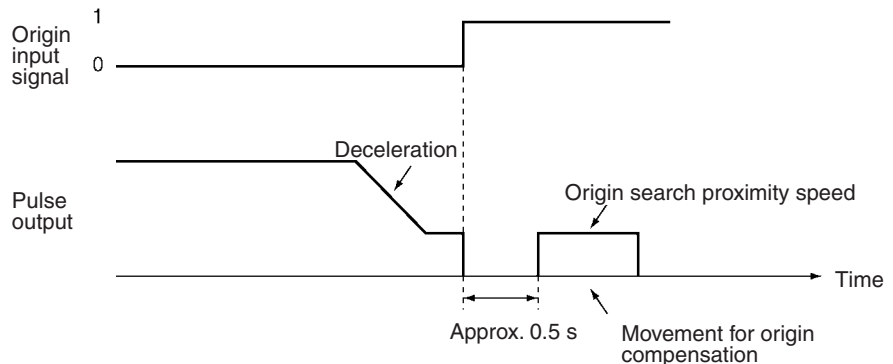 Origin
input
signal
1
0
Pulse
output
Deceleration
Origin search proximity speed
Time
Approx. 0.5 s
Movement for origin
compensation